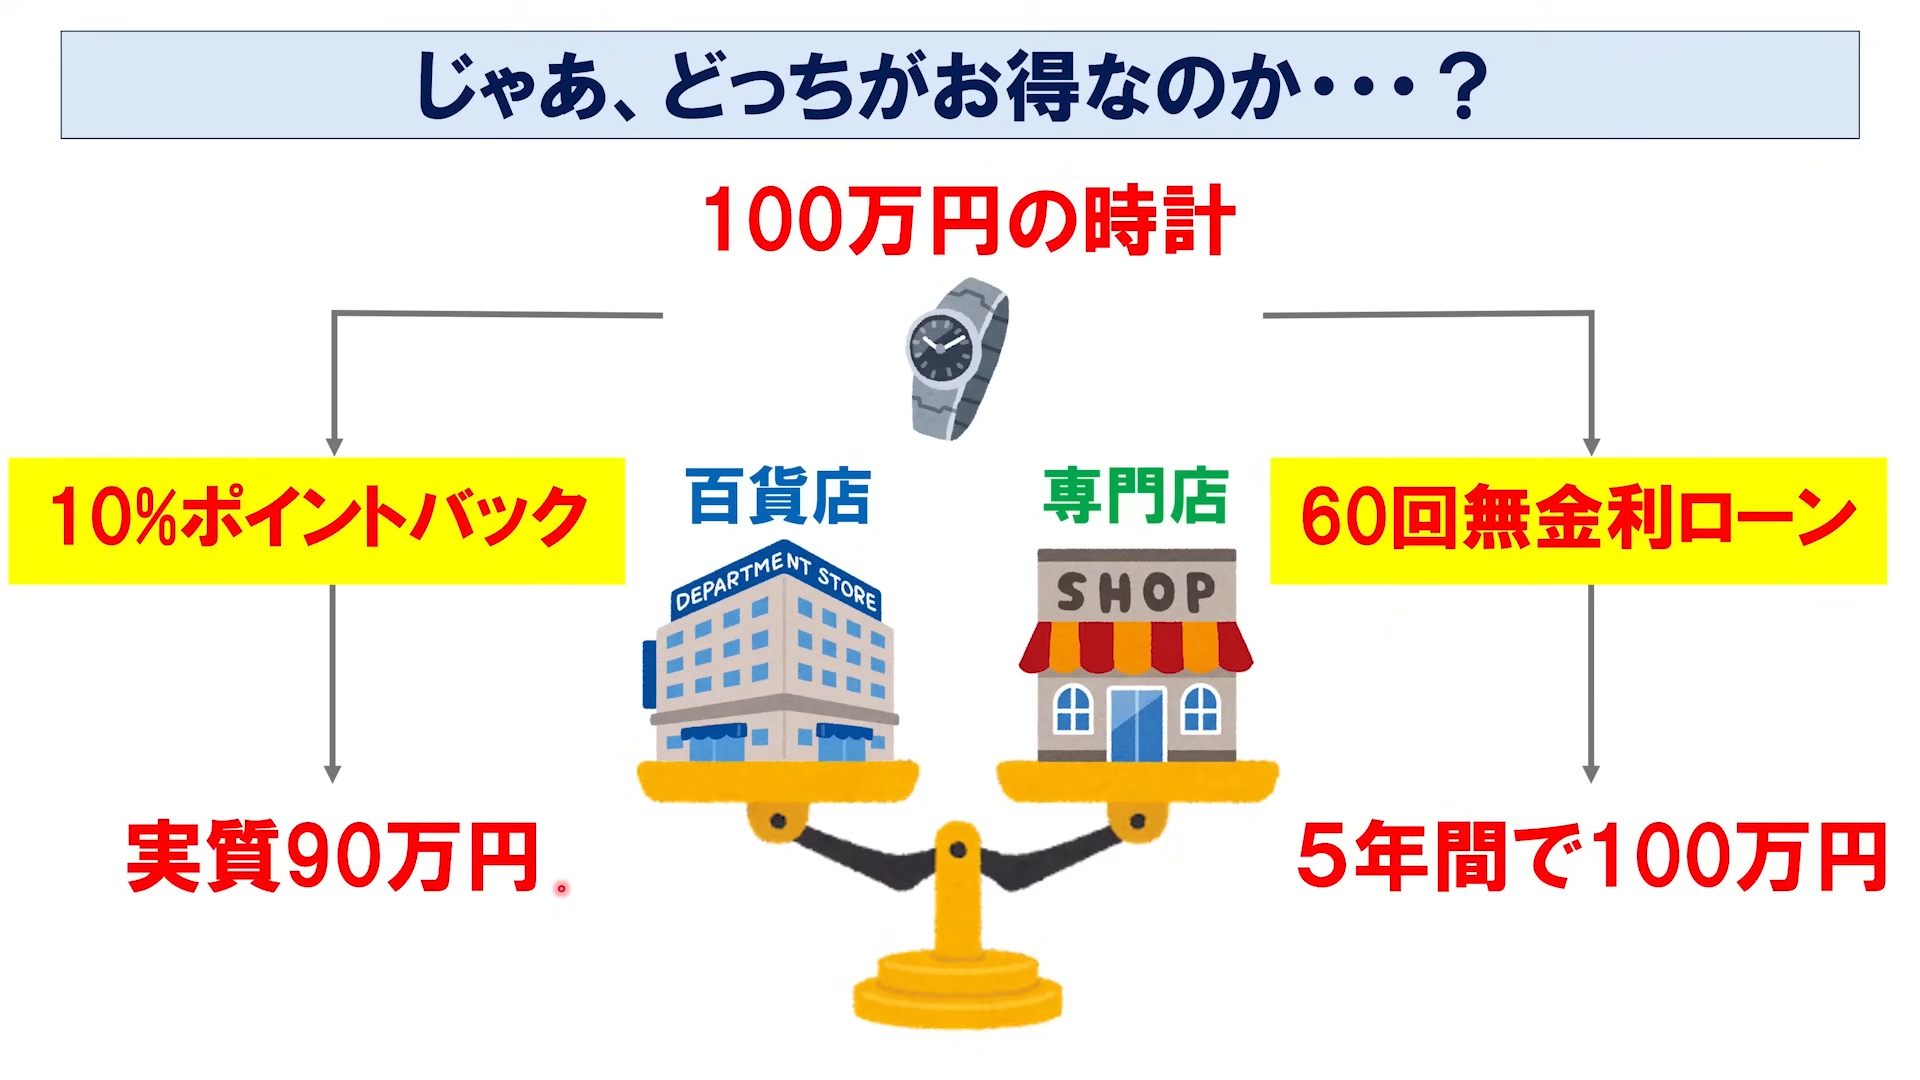 じゃあ、どっちがお得なのか・・・？
100万円の時計
10%ポイントバック
百貨店
専門店
60回無金利ローン
DEPARTMENT STORE
SHOP
実質90万円
5年間で100万円